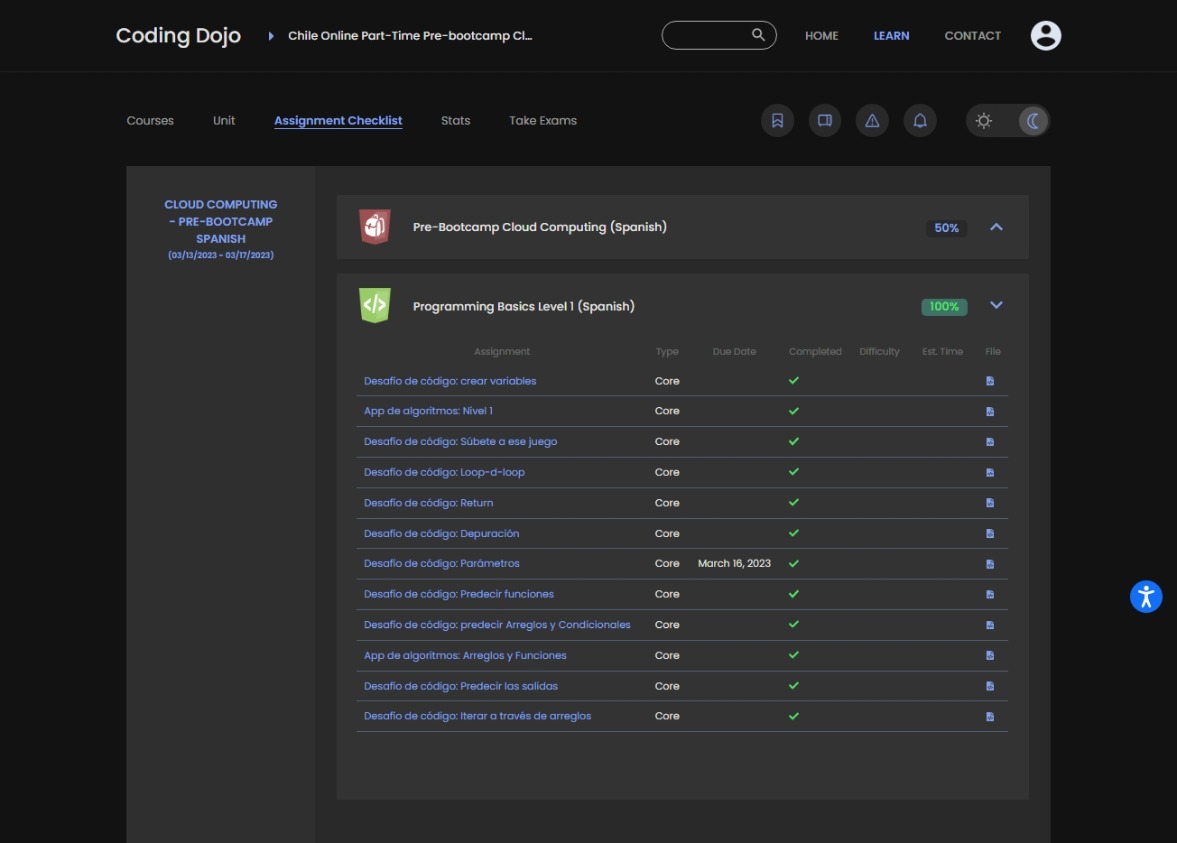 Coding Dojo
Chile Online Part-Time Pre-bootcamp Cl...
HOME
LEARN
CONTACT
Courses
Unit
Assignment Checklist
Stats
Take Exams
CLOUD COMPUTING
- PRE-BOOTCAMP
SPANISH
(03/13/2023 - 03/17/2023)
Pre-Bootcamp Cloud Computing (Spanish)
50%
Programming Basics Level 1 (Spanish)
100%
Assignment Type Due Date Completed Difficulty Est. Time File
Desafío de código: crear variables Core
App de algoritmos: Nivel 1 Core
Desafío de código: Súbete a ese juego Core
Desafío de código: Loop-d-loop Core
Desafío de código: Return Core
Desafío de código: Depuración Core
Desafío de código: Parámetros Core March 16, 2023
Desafío de código: Predecir funciones Core
Desafío de código: predecir Arreglos y Condicionales Core
App de algoritmos: Arreglos y Funciones Core
Desafío de código: Predecir las salidas Core
Desafío de código: Iterar a través de arreglos Core